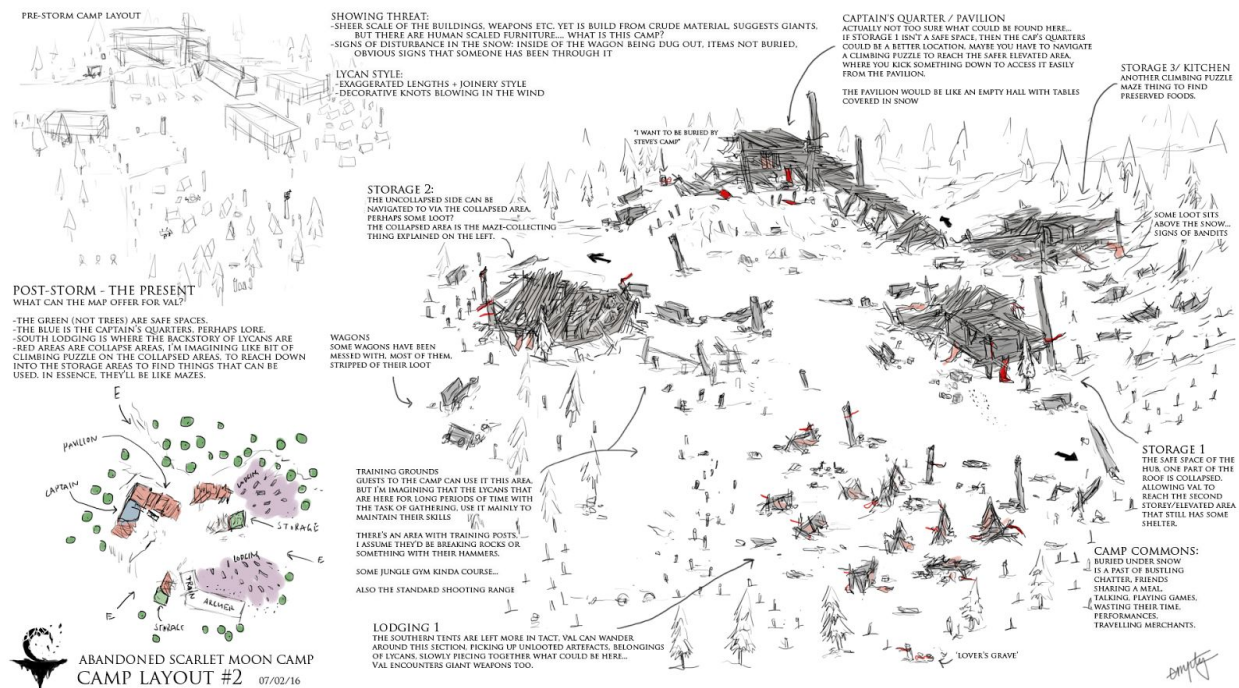 PRE-STORM CAMP LAYOUT
SHOWING THREAT:
-SHEER SCALE OF THE BUILDINGS, WEAPONS ETC. YET IS BUILD FROM CRUDE MATERIAL, SUGGESTS GIANTS,
BUT THERE ARE HUMAN SCALED FURNITURE.... WHAT IS THIS CAMP?
-SIGNS OF DISTURBANCE IN THE SNOW: INSIDE OF THE WAGON BEING DUG OUT, ITEMS NOT BURIED,
OBVIOUS SIGNS THAT SOMEONE HAS BEEN THROUGH IT
LYCAN STYLE:
-EXAGGERATED LENGTHS + JOINERY STYLE
-DECORATIVE KNOTS BLOWING IN THE WIND
CAPTAIN'S QUARTER / PAVILION
ACTUALLY NOT TOO SURE WHAT COULD BE FOUND HERE...
IF STORAGE 1 ISN'T A SAFE SPACE, THEN THE CAP'S QUARTERS
COULD BE A BETTER LOCATION, MAYBE YOU HAVE TO NAVIGATE
A CLIMBING PUZZLE TO REACH THE SAFER ELEVATED AREA,
WHERE YOU KICK SOMETHING DOWN TO ACCESS IT EASILY
FROM THE PAVILION.
THE PAVILION WOULD BE LIKE AN EMPTY HALL WITH TABLES
COVERED IN SNOW
STORAGE 3/ KITCHEN
ANOTHER CLIMBING PUZZLE
MAZE THING TO FIND
PRESERVED FOODS,
"I WANT TO BE BURIED BY
STEVE'S CAMP"
STORAGE 2:
THE UNCOLLAPSED SIDE CAN BE
NAVIGATED TO VIA THE COLLAPSED AREA,
PERHAPS SOME LOOT?
THE COLLAPSED AREA IS THE MAZE-COLLECTING
THING EXPLAINED ON THE LEFT.
SOME LOOT SITS
ABOVE THE SNOW...
SIGNS OF BANDITS
POST-STORM - THE PRESENT
WHAT CAN THE MAP OFFER FOR VAL?
-THE GREEN (NOT TREES) ARE SAFE SPACES.
-THE BLUE IS THE CAPTAIN'S QUARTERS. PERHAPS LORE.
-SOUTH LODGING IS WHERE THE BACKSTORY OF LYCANS ARE
-RED AREAS ARE COLLAPSE AREAS, I'M IMAGING LIKE BIT OF
CLIMBING PUZZLE ON THE COLLAPSED AREAS, TO REACH DOWN
INTO THE STORAGE AREAS TO FIND THINGS THAT CAN BE
USED. IN ESSENCE, THEY'LL BE LIKE MAZES.
WAGONS
SOME WAGONS HAVE BEEN
MESSED WITH, MOST OF THEM,
STRIPPED OF THEIR LOOT
E
PAVILION
CAPTAIN
LODGING
STORAGE
LODGING
E
TRAIN
ARCHER
E
STORAGE
TRAINING GROUNDS
GUESTS TO THE CAMP CAN USE IT THIS AREA,
BUT I'M IMAGINING THAT THE LYCANS THAT
ARE HERE FOR LONG PERIODS OF TIME WITH
THE TASK OF GATHERING, USE IT MAINLY TO
MAINTAIN THEIR SKILLS
THERE'S AN AREA WITH TRAINING POSTS,
I ASSUME THEY'D BE BREAKING ROCKS OR
SOMETHING WITH THEIR HAMMERS.
SOME JUNGLE GYM KINDA COURSE...
ALSO THE STANDARD SHOOTING RANGE
STORAGE 1
THE SAFE SPACE OF THE
HUB, ONE PART OF THE
ROOF IS COLLAPSED.
ALLOWING VAL TO
REACH THE SECOND
STOREY/ELEVATED AREA
THAT STILL HAS SOME
SHELTER.
CAMP COMMONS:
BURIED UNDER SNOW
IS A PAST OF BUSTLING
CHATTER, FRIENDS
SHARING A MEAL,
TALKING, PLAYING GAMES,
WASTING THEIR TIME,
PERFORMANCES,
TRAVELLING MERCHANTS.
LODGING 1
THE SOUTHERN TENTS ARE LEFT MORE IN TACT, VAL CAN WANDER
AROUND THIS SECTION, PICKING UP UNLOOTED ARTEFACTS, BELONGINGS
OF LYCANS, SLOWLY PIECING TOGETHER WHAT COULD BE HERE...
VAL ENCOUNTERS GIANT WEAPONS TOO.
'LOVER'S GRAVE'
ABANDONED SCARLET MOON CAMP
CAMP LAYOUT #2 07/02/16
empty